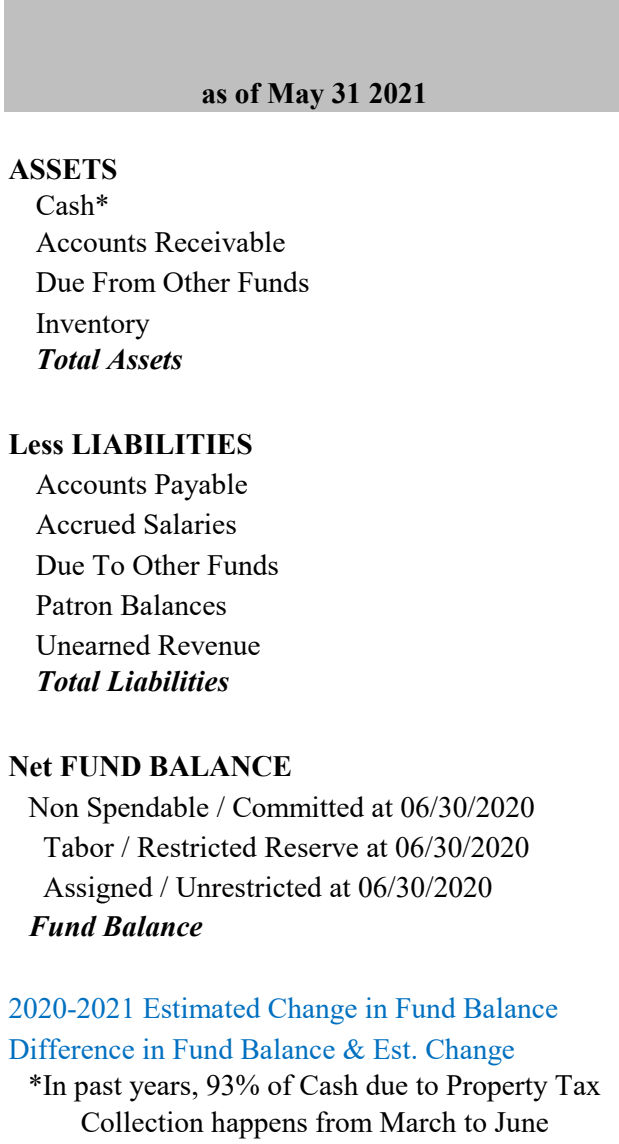 as of May 31 2021
ASSETS
Cash*
Accounts Receivable
Due From Other Funds
Inventory
Total Assets
Less LIABILITIES
Accounts Payable
Accrued Salaries
Due To Other Funds
Patron Balances
Unearned Revenue
Total Liabilities
Net FUND BALANCE
Non Spendable / Committed at 06/30/2020
Tabor / Restricted Reserve at 06/30/2020
Assigned / Unrestricted at 06/30/2020
Fund Balance
2020-2021 Estimated Change in Fund Balance
Difference in Fund Balance & Est. Change
*In past years, 93% of Cash due to Property Tax
Collection happens from March to June